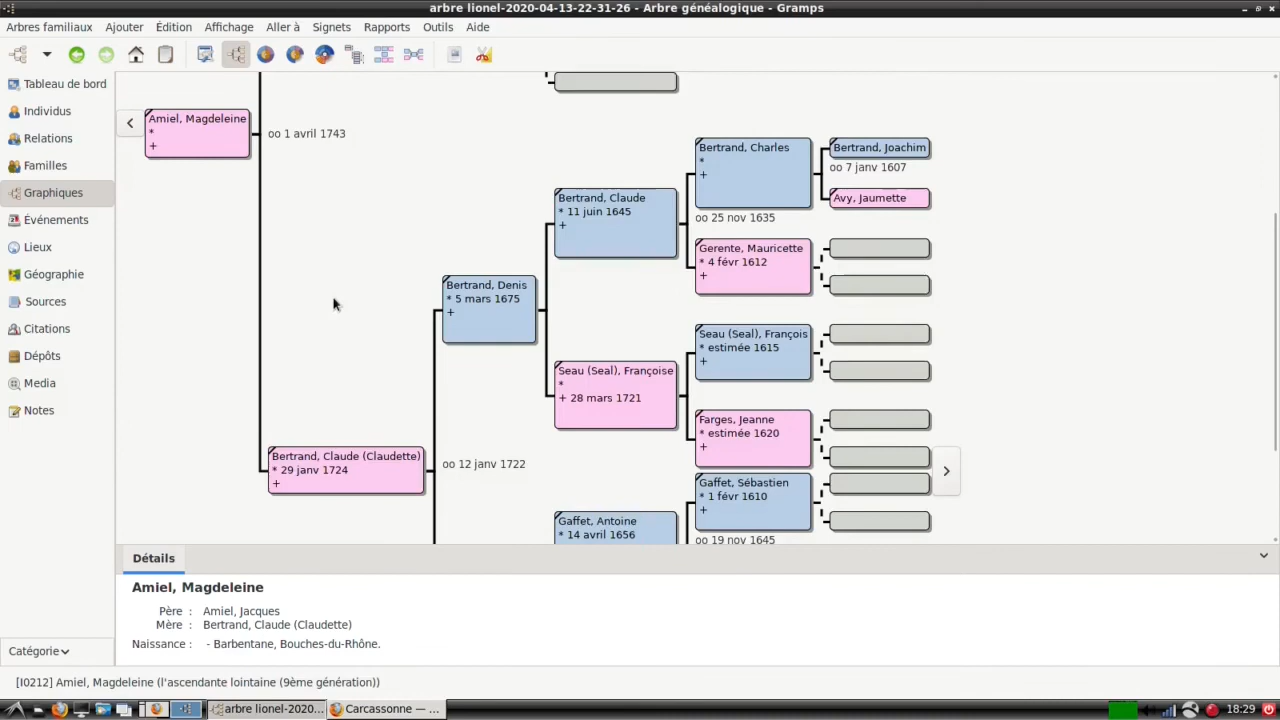 arbre lionel-2020-04-13-22-31-26 - Arbre généalogique - Gramps
Arbres familiaux Ajouter Édition Affichage Aller à Signets Rapports Outils Aide
Tableau de bord
Individus
Relations
Familles
Graphiques
Événements
Lieux
Géographie
Sources
Citations
Dépôts
Media
Notes
Catégorie
Amiel, Magdeleine
*
+
oo 1 avril 1743
Bertrand, Claude (Claudette)
* 29 janv 1724
+
Bertrand, Denis
* 5 mars 1675
+
oo 12 janv 1722
Bertrand, Claude
* 11 juin 1645
+
Seau (Seal), Françoise
*
+ 28 mars 1721
Gaffet, Antoine
* 14 avril 1656
Bertrand, Charles
*
+
oo 25 nov 1635
Gerente, Mauricette
* 4 févr 1612
+
Seau (Seal), François
* estimée 1615
+
Farges, Jeanne
* estimée 1620
+
Gaffet, Sébastien
* 1 févr 1610
+
oo 19 nov 1645
Bertrand, Joachim
oo 7 janv 1607
Avy, Jaumette
Détails
Amiel, Magdeleine
Père : Amiel, Jacques
Mère : Bertrand, Claude (Claudette)
Naissance : - Barbentane, Bouches-du-Rhône.
[I0212] Amiel, Magdeleine (l'ascendante lointaine (9ème génération))
arbre lionel-2020... Carcassonne — ... 18:29